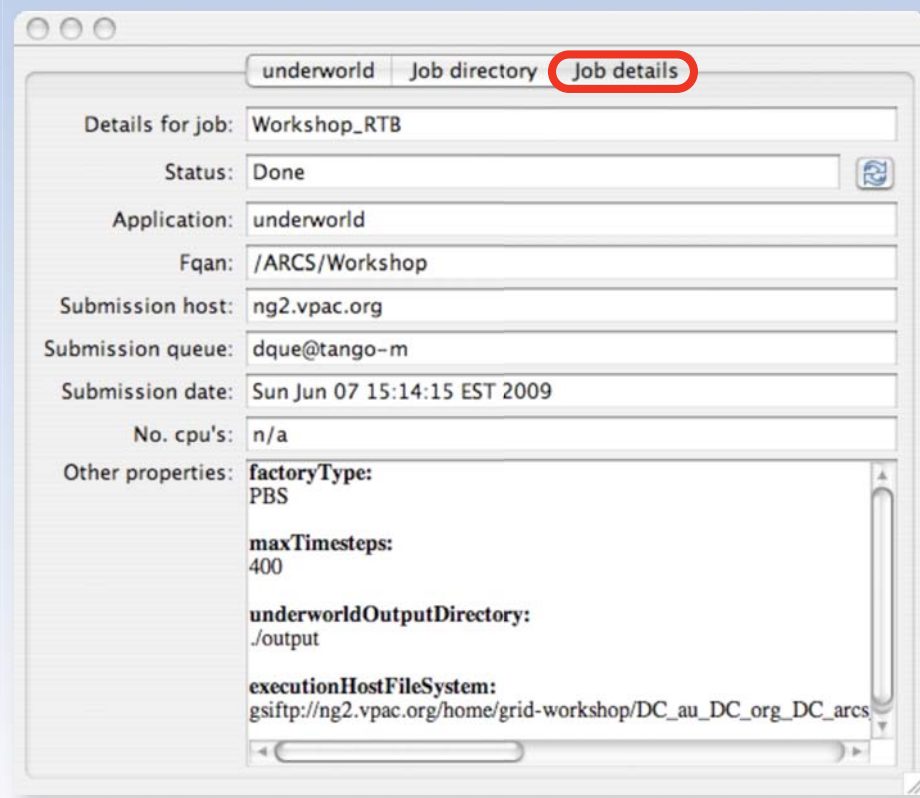 underworld Job directory Job details
Details for job: Workshop_RTB
Status: Done
Application: underworld
Fqan: /ARCS/Workshop
Submission host: ng2.vpac.org
Submission queue: dque@tango-m
Submission date: Sun Jun 07 15:14:15 EST 2009
No. cpu's: n/a
Other properties: factoryType:
PBS
maxTimesteps:
400
underworldOutputDirectory:
./output
executionHostFileSystem:
gsiftp://ng2.vpac.org/home/grid-workshop/DC_au_DC_org_DC_arcs_